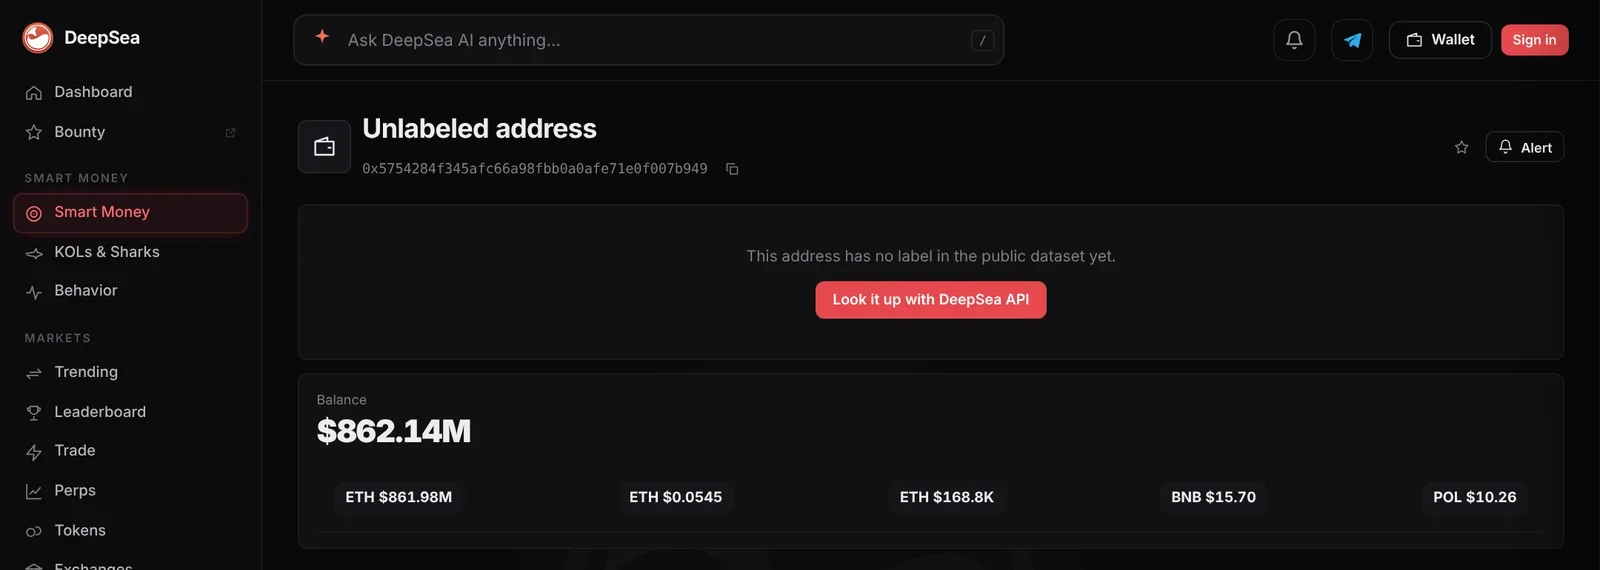 DeepSea
Ask DeepSea AI anything...
/
Wallet
Sign in
Dashboard
Bounty
SMART MONEY
Smart Money
KOLs & Sharks
Behavior
MARKETS
Trending
Leaderboard
Trade
Perps
Tokens
Exchanges
Unlabeled address
0x5754284f345afc66a98fbb0a0afe71e0f007b949
Alert
This address has no label in the public dataset yet.
Look it up with DeepSea API
Balance
$862.14M
ETH $861.98M
ETH $0.0545
ETH $168.8K
BNB $15.70
POL $10.26